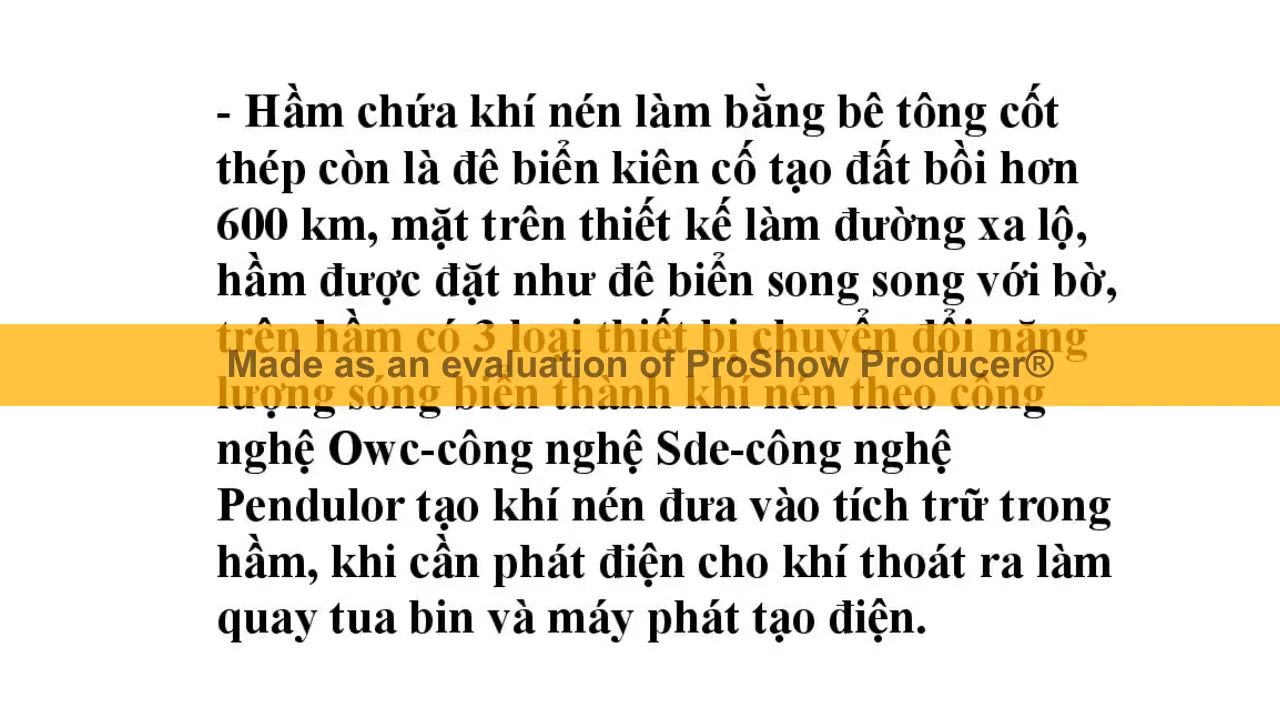 - Hầm chứa khí nén làm bằng bê tông cốt
thép còn là đê biển kiên cố tạo đất bồi hơn
600 km, mặt trên thiết kế làm đường xa lộ,
hầm được đặt như đê biển song song với bờ,
trên hầm có 3 loại thiết bị chuyển đổi năng
Made as an evaluation of ProShow Producer®
lượng sóng biển thành khí nén theo công
nghệ Owc-công nghệ Sde-công nghệ
Pendulor tạo khí nén đưa vào tích trữ trong
hầm, khi cần phát điện cho khí thoát ra làm
quay tua bin và máy phát tạo điện.